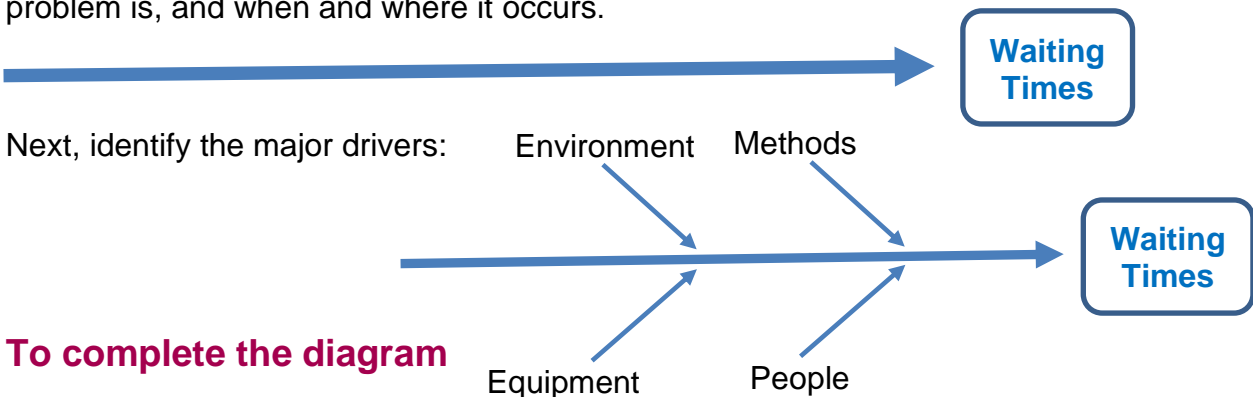 problem is, and when and where it occurs.
Waiting
Times
Next, identify the major drivers:
Environment
Methods
Waiting
Times
To complete the diagram
Equipment
People